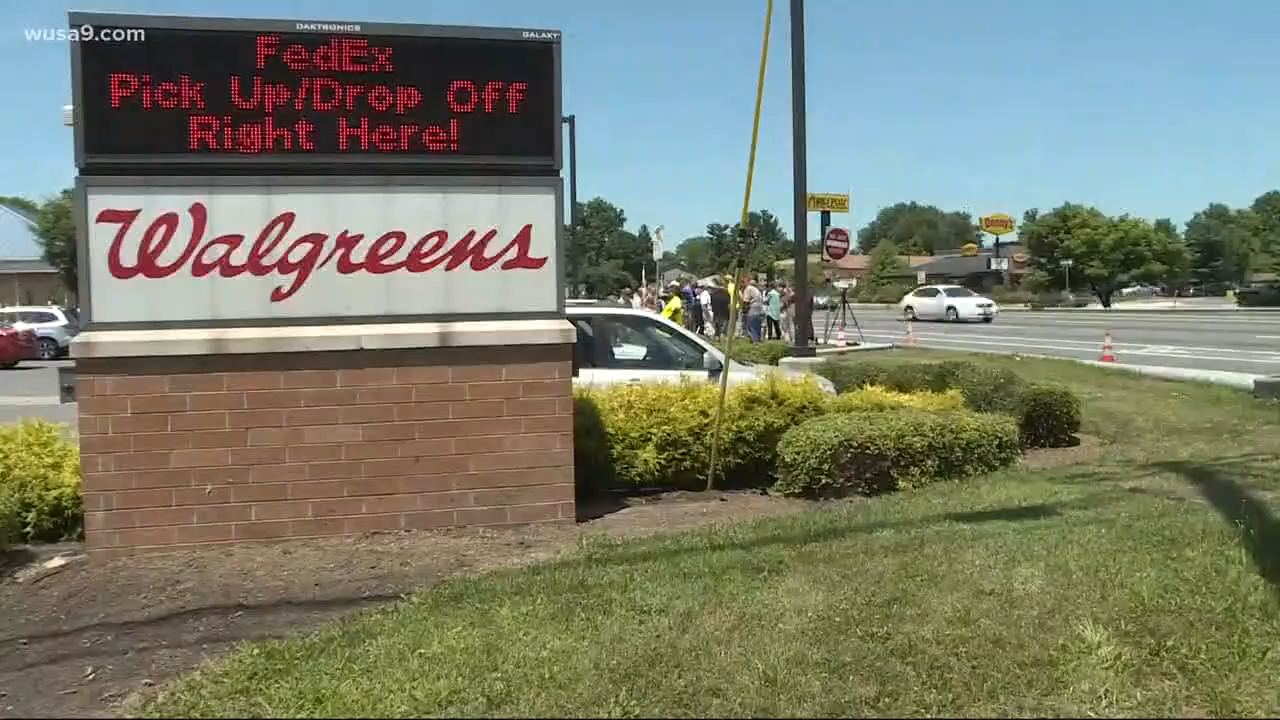 wusa9.com
DAKTRONICS
GALAXY
FedEx
Pick Up/Drop Off
Right Here!
Walgreens
Denny's